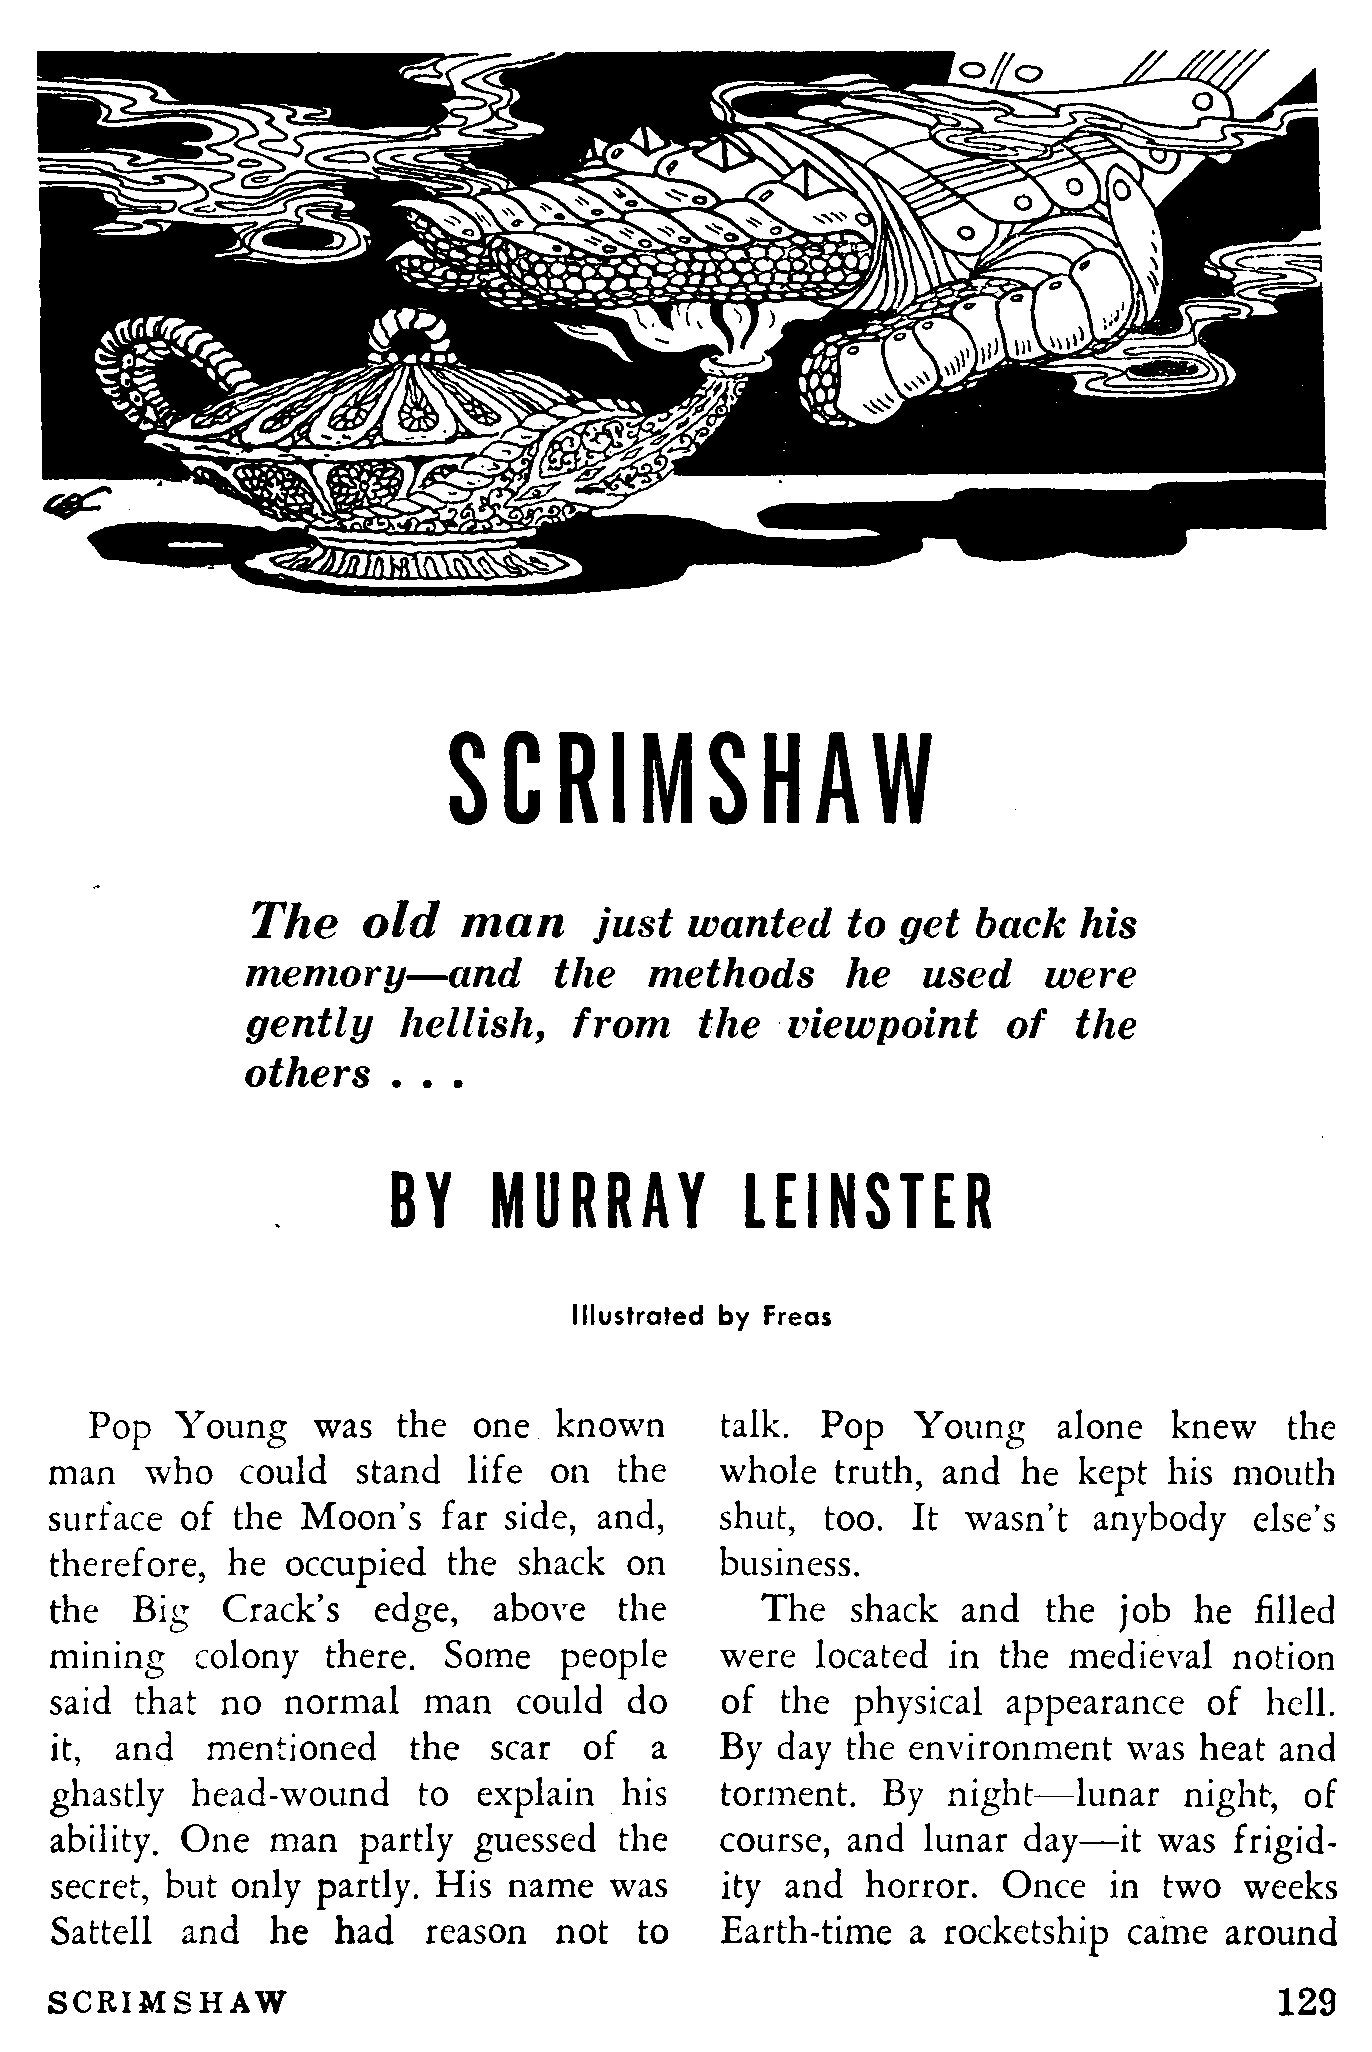 SCRIMSHAW
The old man just wanted to get back his
memory—and the methods he used were
gently hellish, from the viewpoint of the
others . . .
BY MURRAY LEINSTER
Illustrated by Freas
Pop Young was the one known
man who could stand life on the
surface of the Moon's far side, and,
therefore, he occupied the shack on
the Big Crack's edge, above the
mining colony there. Some people
said that no normal man could do
it, and mentioned the scar of a
ghastly head-wound to explain his
ability. One man partly guessed the
secret, but only partly. His name was
Sattell and he had reason not to
talk. Pop Young alone knew the
whole truth, and he kept his mouth
shut, too. It wasn't anybody else's
business.
The shack and the job he filled
were located in the medieval notion
of the physical appearance of hell.
By day the environment was heat and
torment. By night—lunar night, of
course, and lunar day—it was frigid-
ity and horror. Once in two weeks
Earth-time a rocketship came around
SCRIMSHAW
129